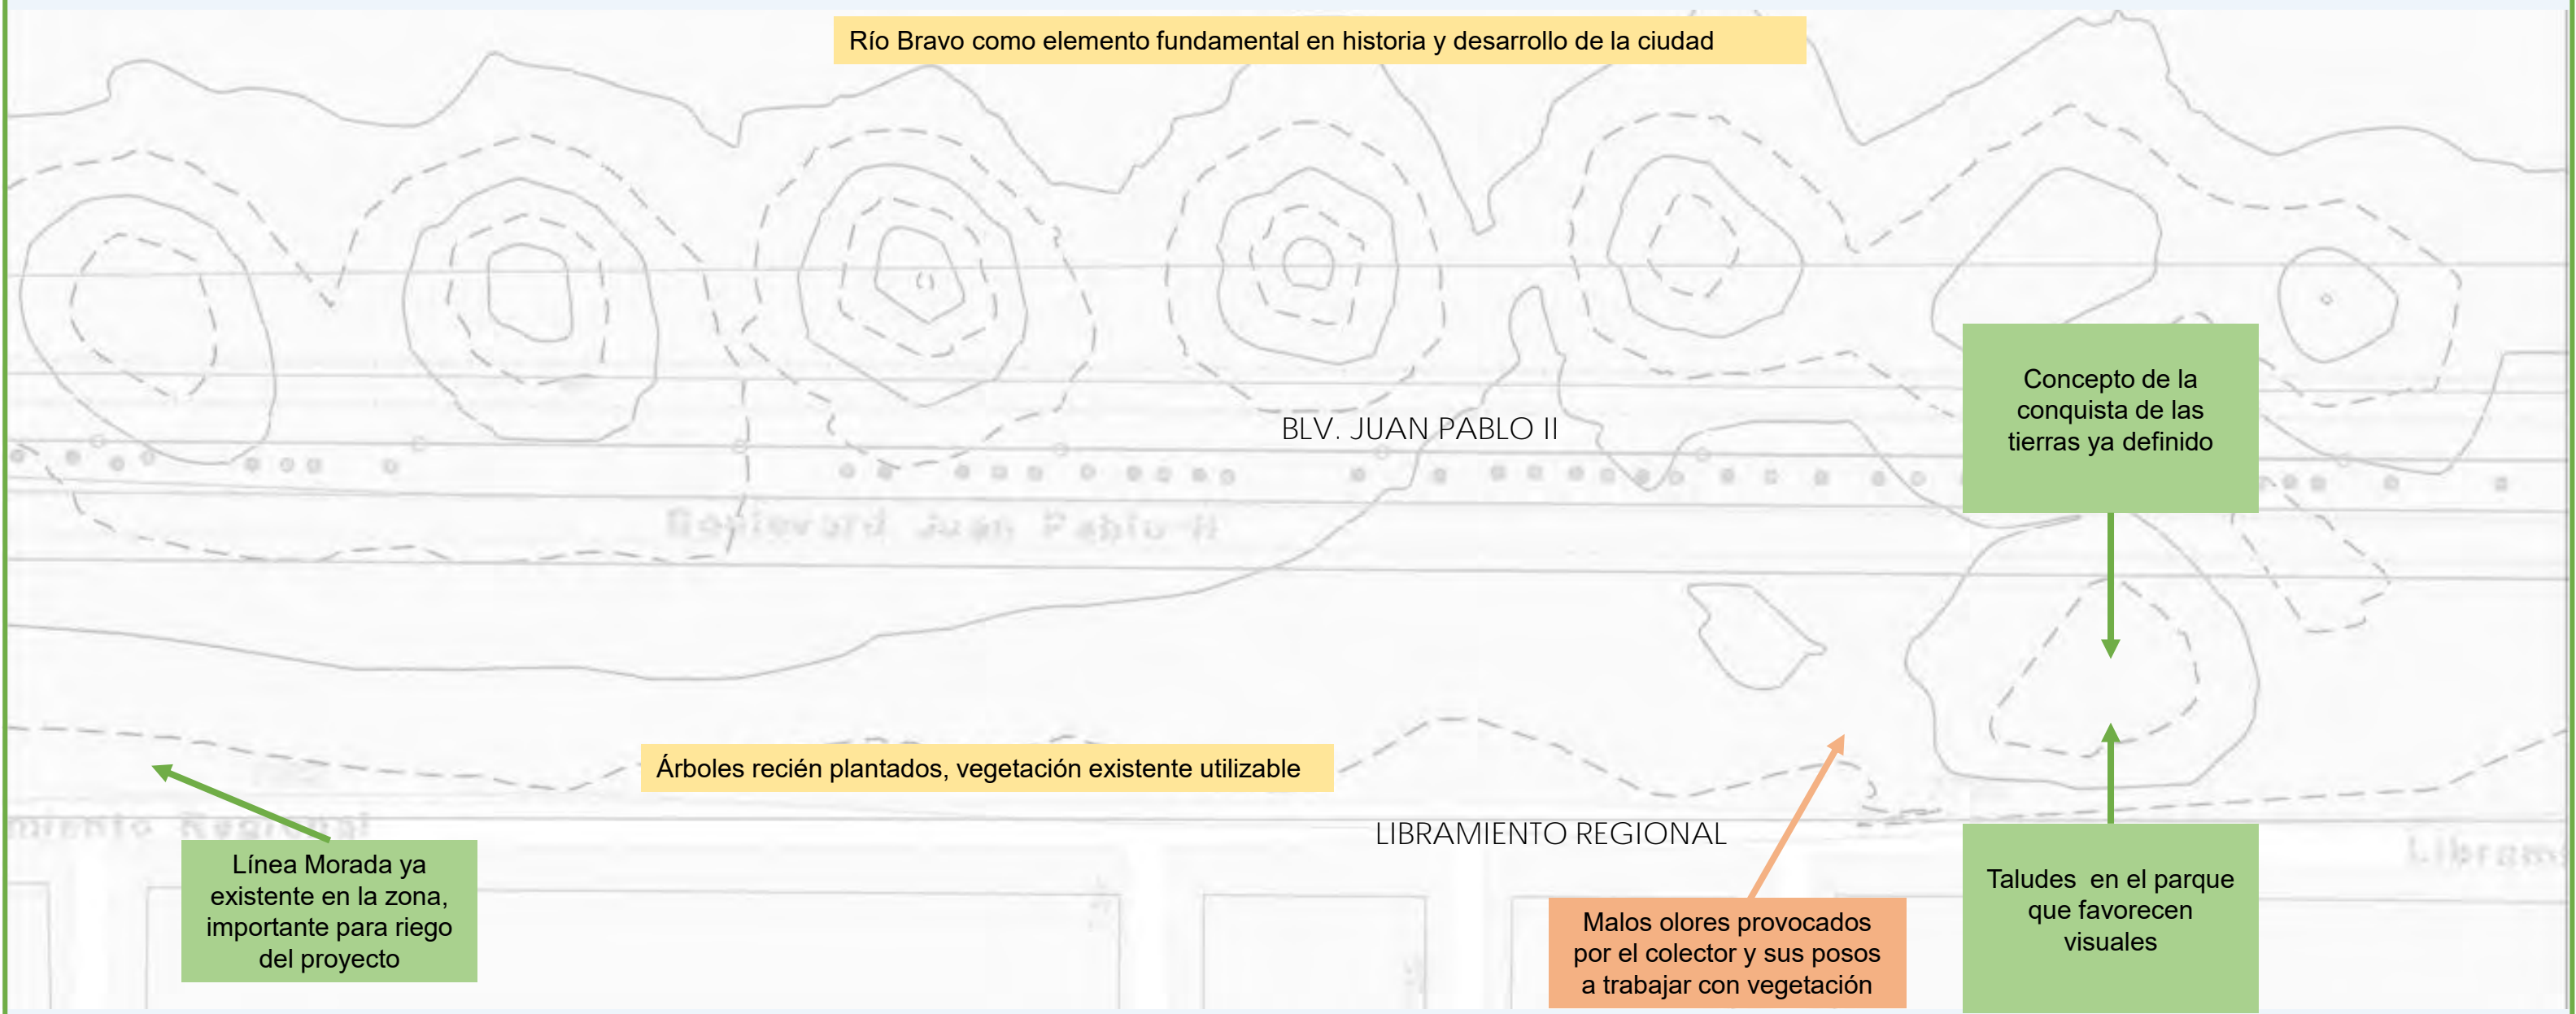 Río Bravo como elemento fundamental en historia y desarrollo de la ciudad
Concepto de la
conquista de las
tierras ya definido
BLV. JUAN PABLO II
Boulevard Juan Pablo II
Árboles recién plantados, vegetación existente utilizable
miento Regional
LIBRAMIENTO REGIONAL
Librami
Línea Morada ya
existente en la zona,
importante para riego
del proyecto
Malos olores provocados
por el colector y sus posos
a trabajar con vegetación
Taludes en el parque
que favorecen
visuales